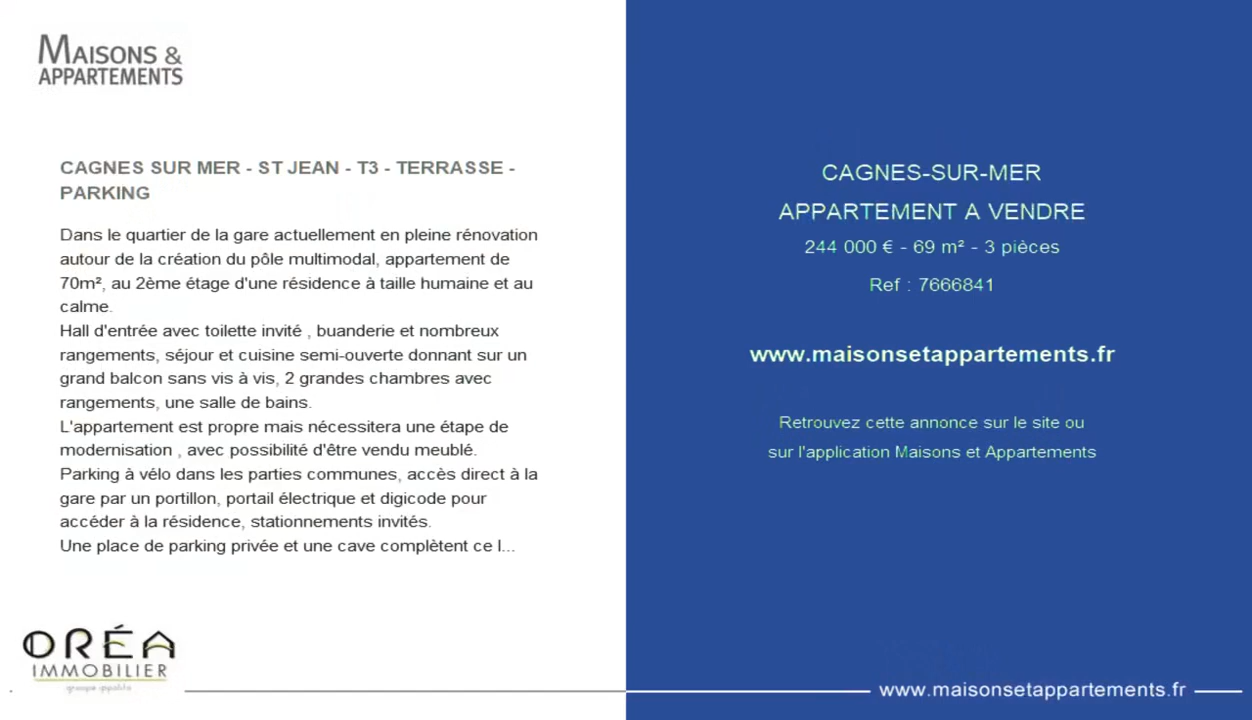 MAISONS &
APPARTEMENTS
CAGNES SUR MER - ST JEAN - T3 - TERRASSE -
PARKING
Dans le quartier de la gare actuellement en pleine rénovation
autour de la création du pôle multimodal, appartement de
70m², au 2ème étage d'une résidence à taille humaine et au
calme.
Hall d'entrée avec toilette invité , buanderie et nombreux
rangements, séjour et cuisine semi-ouverte donnant sur un
grand balcon sans vis à vis, 2 grandes chambres avec
rangements, une salle de bains.
L'appartement est propre mais nécessitera une étape de
modernisation , avec possibilité d'être vendu meublé.
Parking à vélo dans les parties communes, accès direct à la
gare par un portillon, portail électrique et digicode pour
accéder à la résidence, stationnements invités.
Une place de parking privée et une cave complètent ce l...
ORÉA
IMMOBILIER
groupe appalito
CAGNES-SUR-MER
APPARTEMENT A VENDRE
244 000 € - 69 m² - 3 pièces
Ref : 7666841
www.maisonsetappartements.fr
Retrouvez cette annonce sur le site ou
sur l'application Maisons et Appartements
www.maisonsetappartements.fr